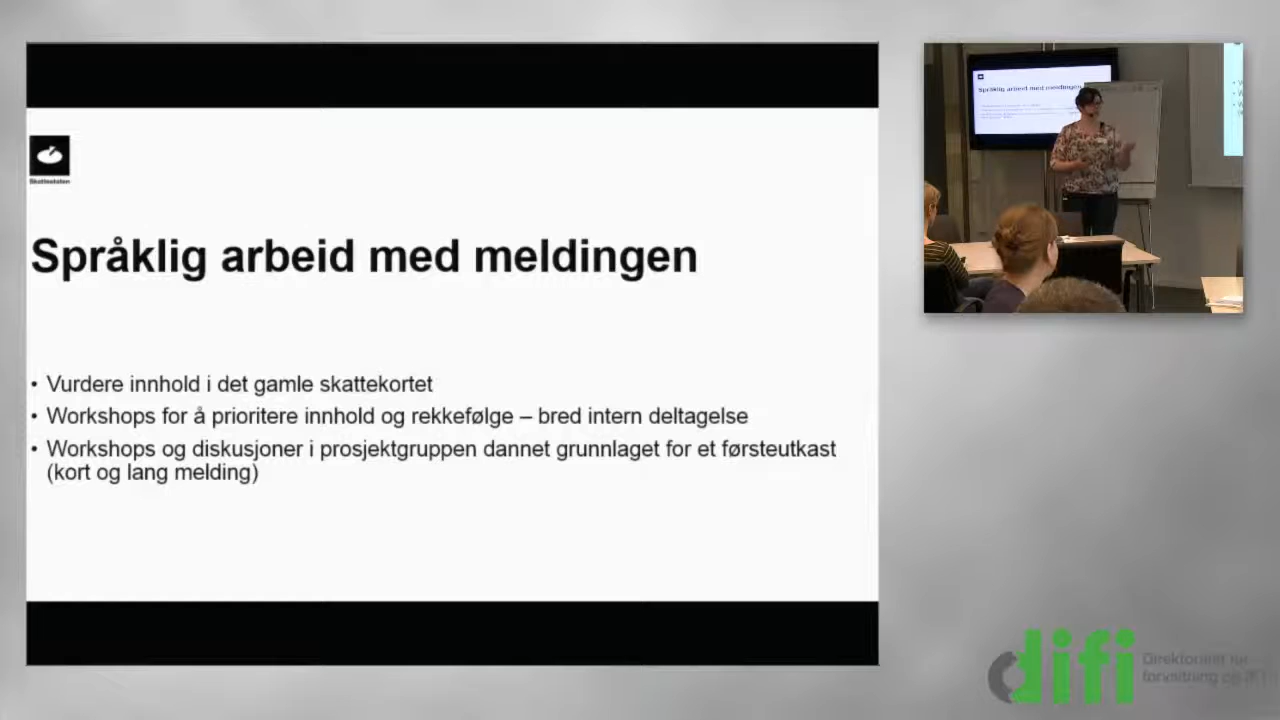 Skatteetaten
Språklig arbeid med meldingen
• Vurdere innhold i det gamle skattekortet
• Workshops for å prioritere innhold og rekkefølge – bred intern deltagelse
• Workshops og diskusjoner i prosjektgruppen dannet grunnlaget for et førsteutkast
(kort og lang melding)
Språklig arbeid med meldingen
difi
Direktoratet for
forvaltning og IKT